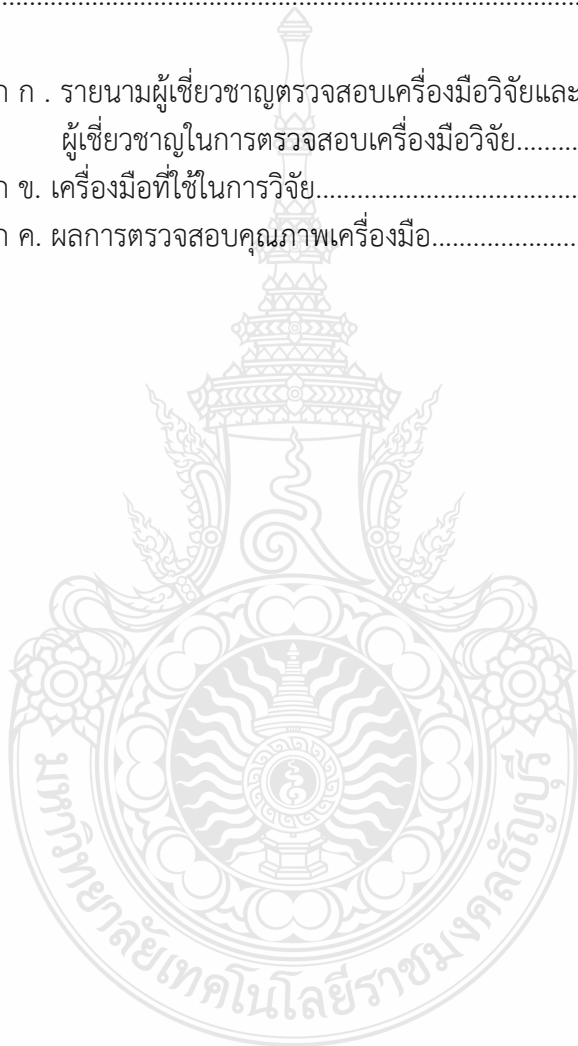 ......................................................................
ก ก . รายนามผู้เชี่ยวชาญตรวจสอบเครื่องมือวิจัยและ
ผู้เชี่ยวชาญในการตรวจสอบเครื่องมือวิจัย.........
ก ข. เครื่องมือที่ใช้ในการวิจัย......................................
ก ค. ผลการตรวจสอบคุณภาพเครื่องมือ.....................
มหาวิทยาลัยเทคโนโลยีราชมงคลธัญบุรี